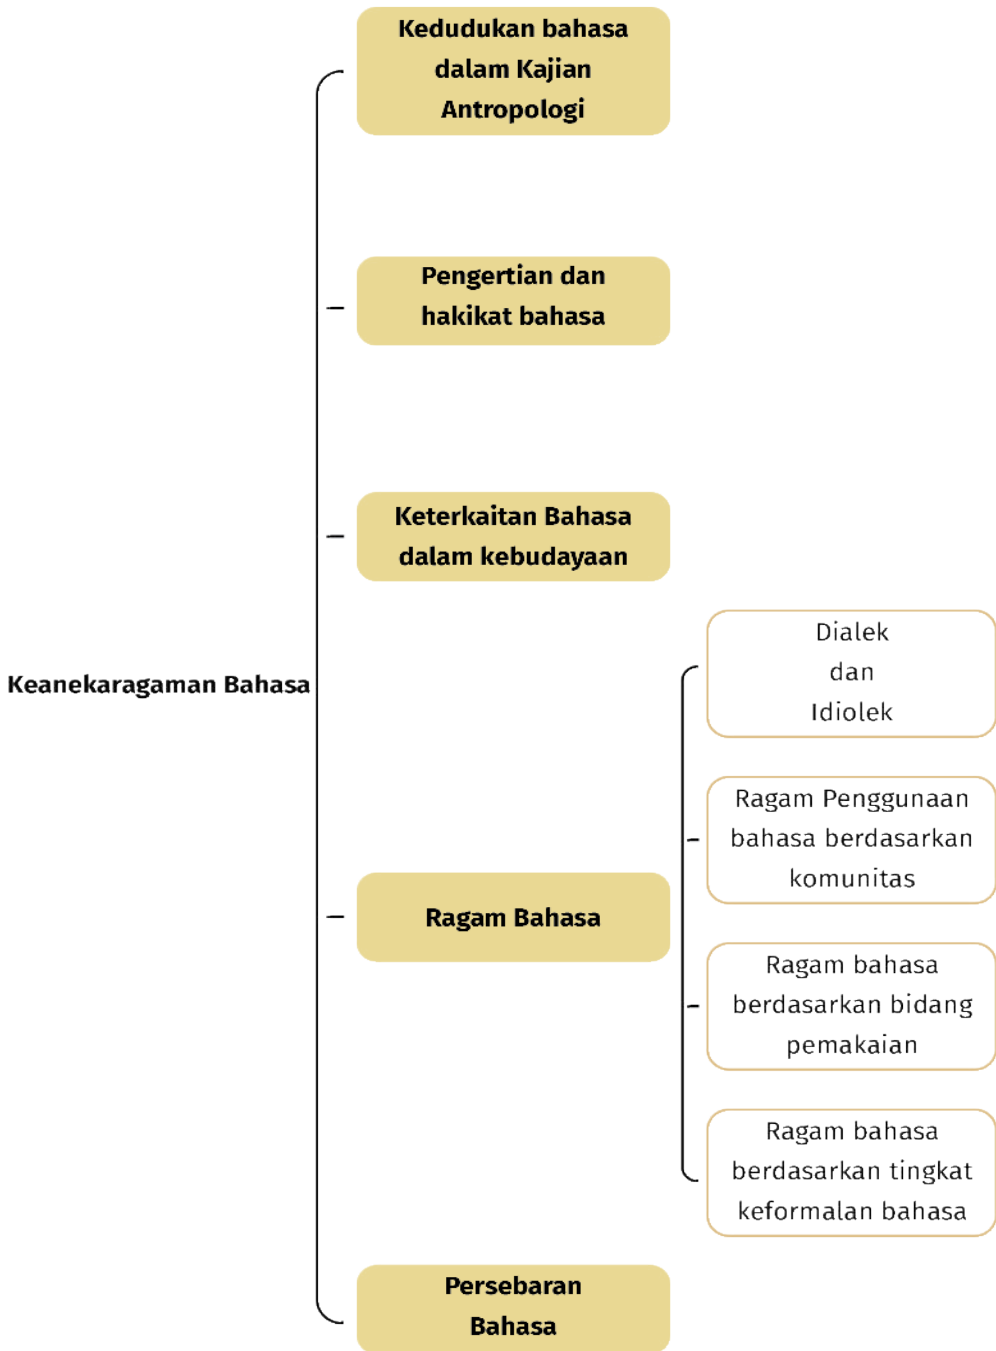 Kedudukan bahasa
dalam Kajian
Antropologi
Pengertian dan
hakikat bahasa
Keterkaitan Bahasa
dalam kebudayaan
Keanekaragaman Bahasa
Ragam Bahasa
Dialek
dan
Idiolek
Ragam Penggunaan
bahasa berdasarkan
komunitas
Ragam bahasa
berdasarkan bidang
pemakaian
Ragam bahasa
berdasarkan tingkat
keformalan bahasa
Persebaran
Bahasa